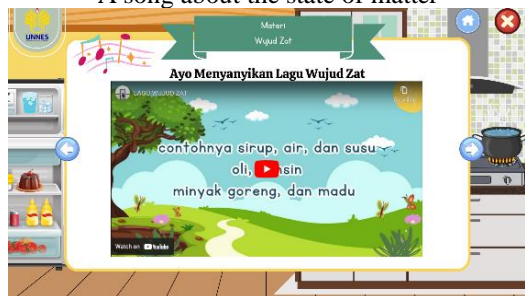 A song about the state of matter
UNNES
Materi
Wujud Zat
Ayo Menyanyikan Lagu Wujud Zat
LAGU WUJUD ZAT
contohnya sirup, air, dan susu
oli,
minyak goreng, dan madu
Watch on YouTube